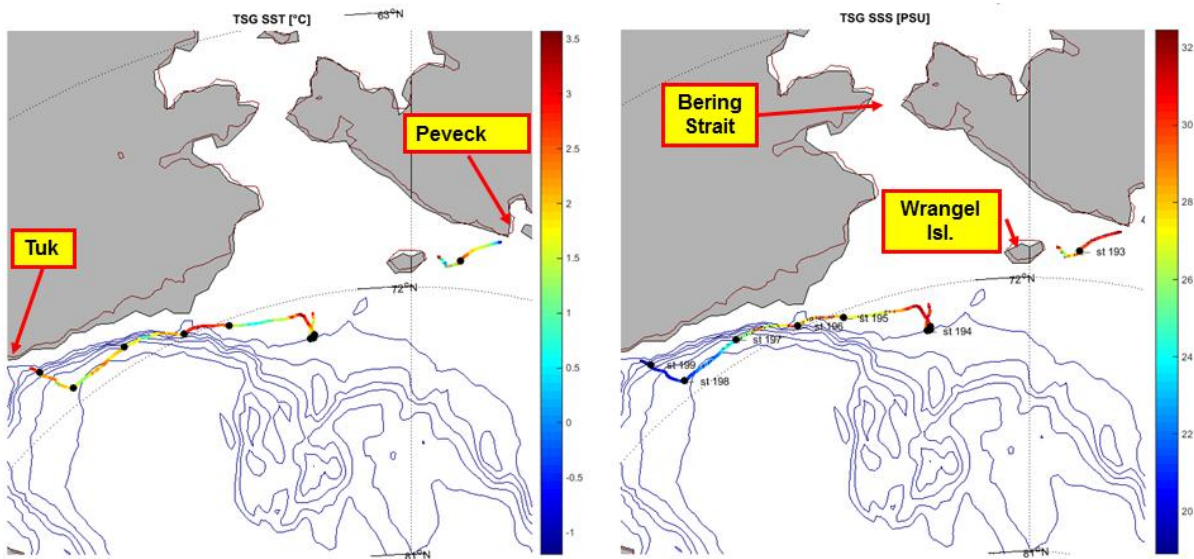 TSG SST [°C]
63°N
Peveck
Tuk
72°N
81°N
3.5
3
2.5
2
1.5
1
0.5
0
-0.5
-1
TSG SSS [PSU]
Bering
Strait
Wrangel
Isl.
st 193
72°N
st 195
st 194
st 196
st 197
st 199
st 198
81°N
32
30
28
26
24
22
20